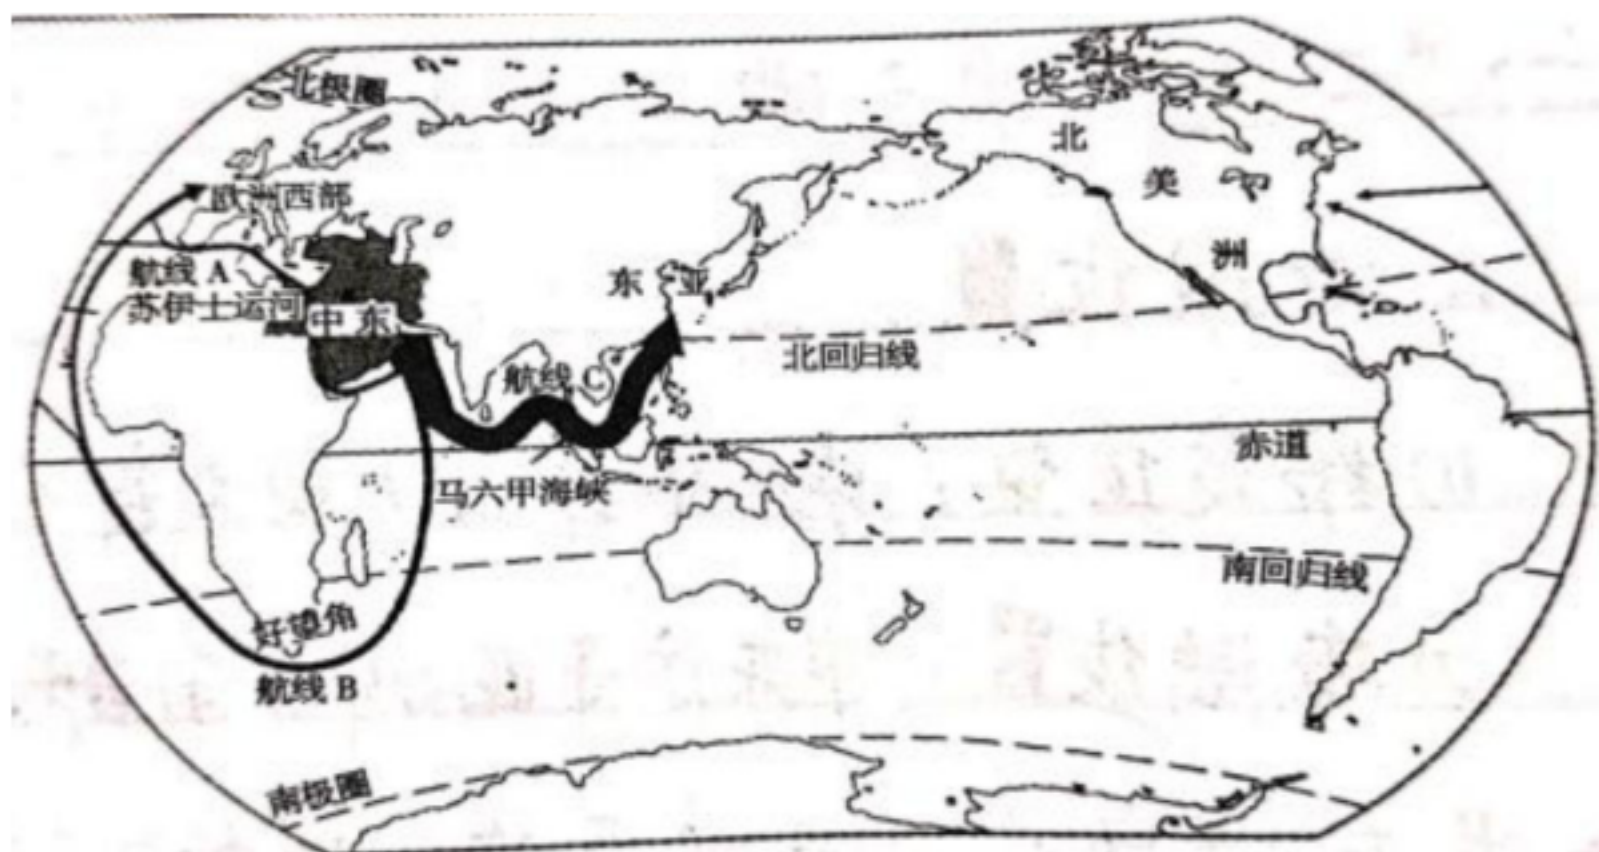 北极圈
北美洲
欧洲西部
航线 A
苏伊士运河
中东
东亚
北回归线
航线 C
赤道
马六甲海峡
南回归线
好望角
航线 B
南极圈